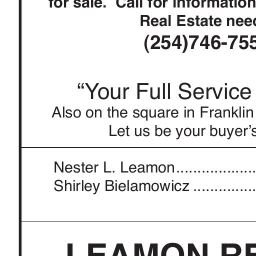 for sale. Call for information
Real Estate need
(254)746-755
“Your Full Service
Also on the square in Franklin
Let us be your buyer’s
Nester L. Leamon....................
Shirley Bielamowicz ................
LEAMON RE